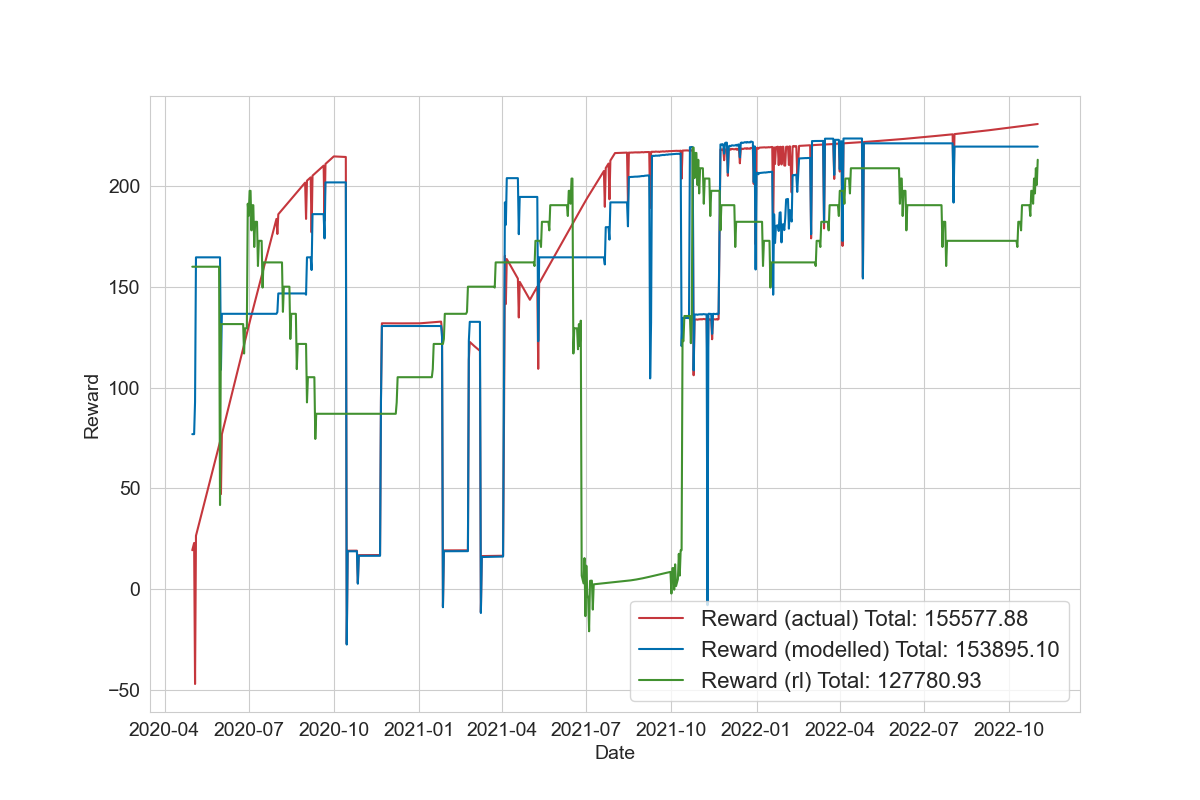 Reward
200
150
100
50
0
−50
2020-04 2020-07 2020-10 2021-01 2021-04 2021-07 2021-10 2022-01 2022-04 2022-07 2022-10
Date
Reward (actual) Total: 155577.88
Reward (modelled) Total: 153895.10
Reward (rl) Total: 127780.93